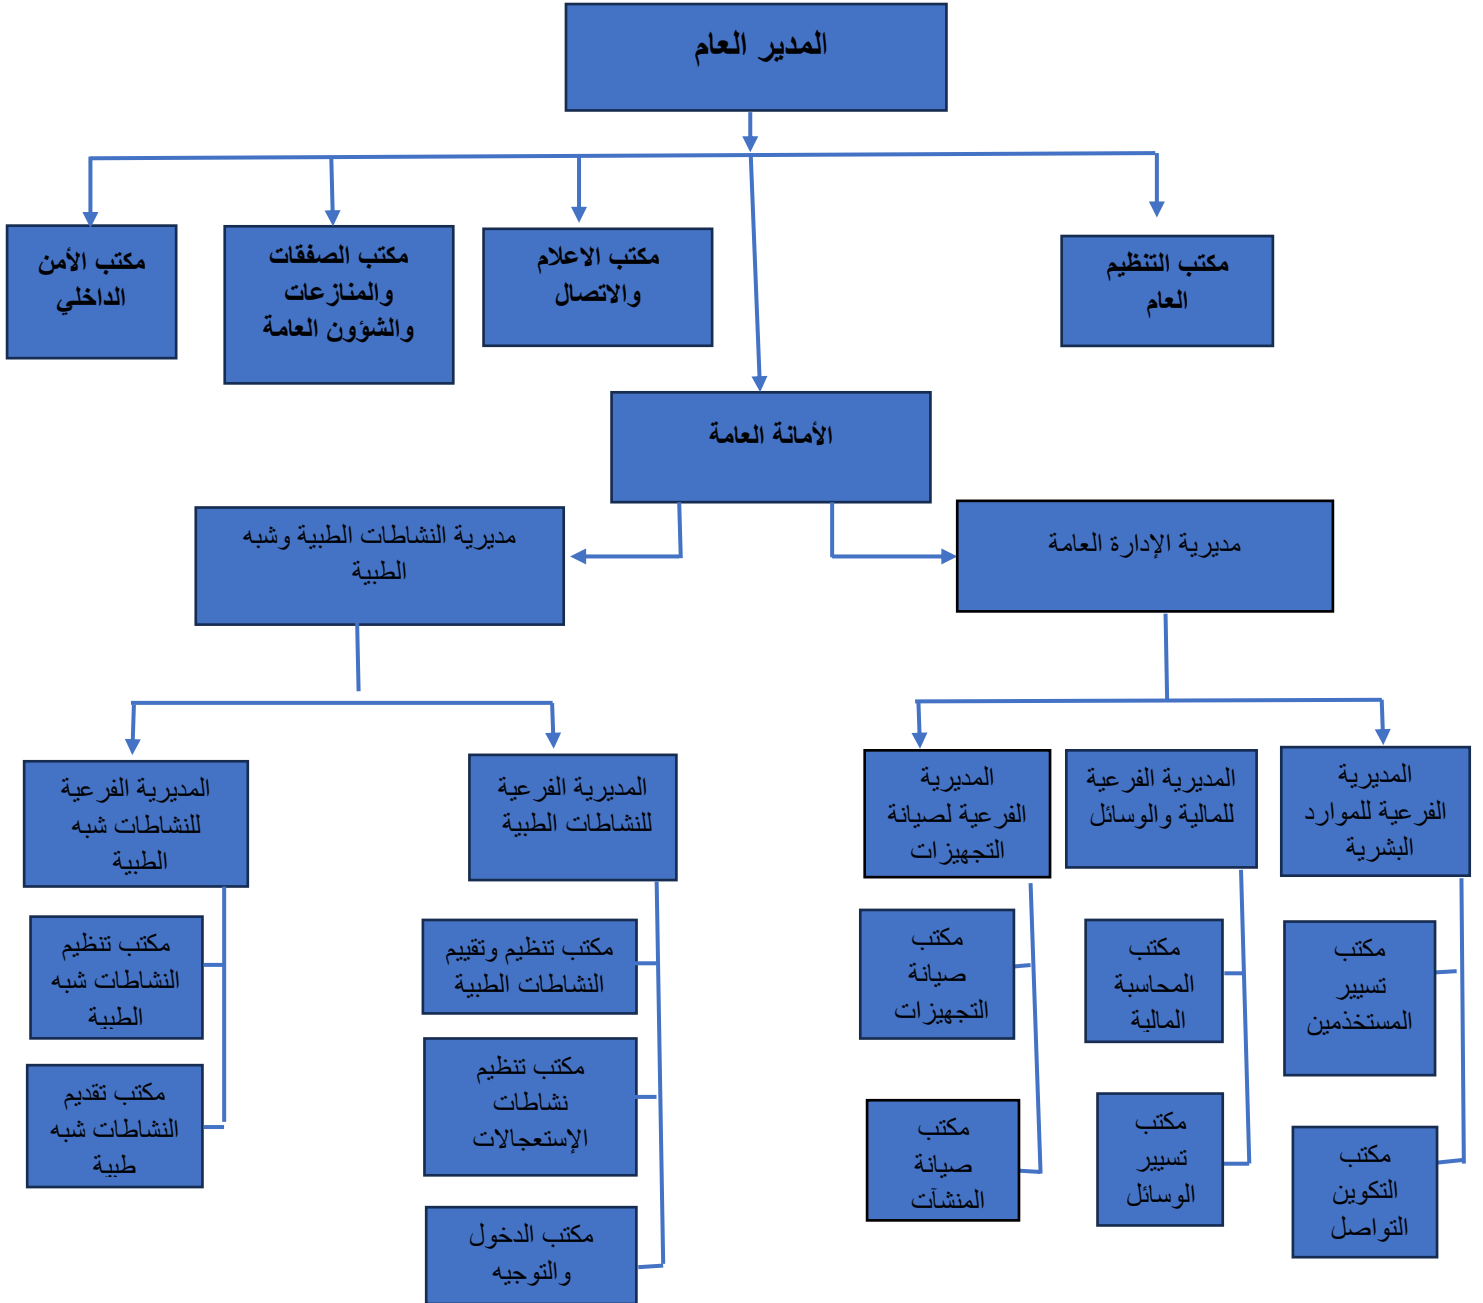 المدير العام
مكتب التنظيم
العام
مكتب الاعلام
والاتصال
مكتب الصفقات
والمنازعات
والشؤون العامة
مكتب الأمن
الداخلي
الأمانة العامة
مديرية الإدارة العامة
مديرية النشاطات الطبية وشبه
الطبية
المديرية
الفرعية للموارد
البشرية
المديرية الفرعية
للمالية والوسائل
المديرية
الفرعية لصيانة
التجهيزات
المديرية الفرعية
للنشاطات الطبية
المديرية الفرعية
للنشاطات شبه
الطبية
مكتب
تسيير
المستخذمين
مكتب
المحاسبة
المالية
مكتب
صيانة
التجهيزات
مكتب تنظيم وتقييم
النشاطات الطبية
مكتب تنظيم
النشاطات شبه
الطبية
مكتب
التكوين
التواصل
مكتب
تسيير
الوسائل
مكتب
صيانة
المنشآت
مكتب تنظيم
نشاطات
الإستعجالات
مكتب تقديم
النشاطات شبه
طبية
مكتب الدخول
والتوجيه